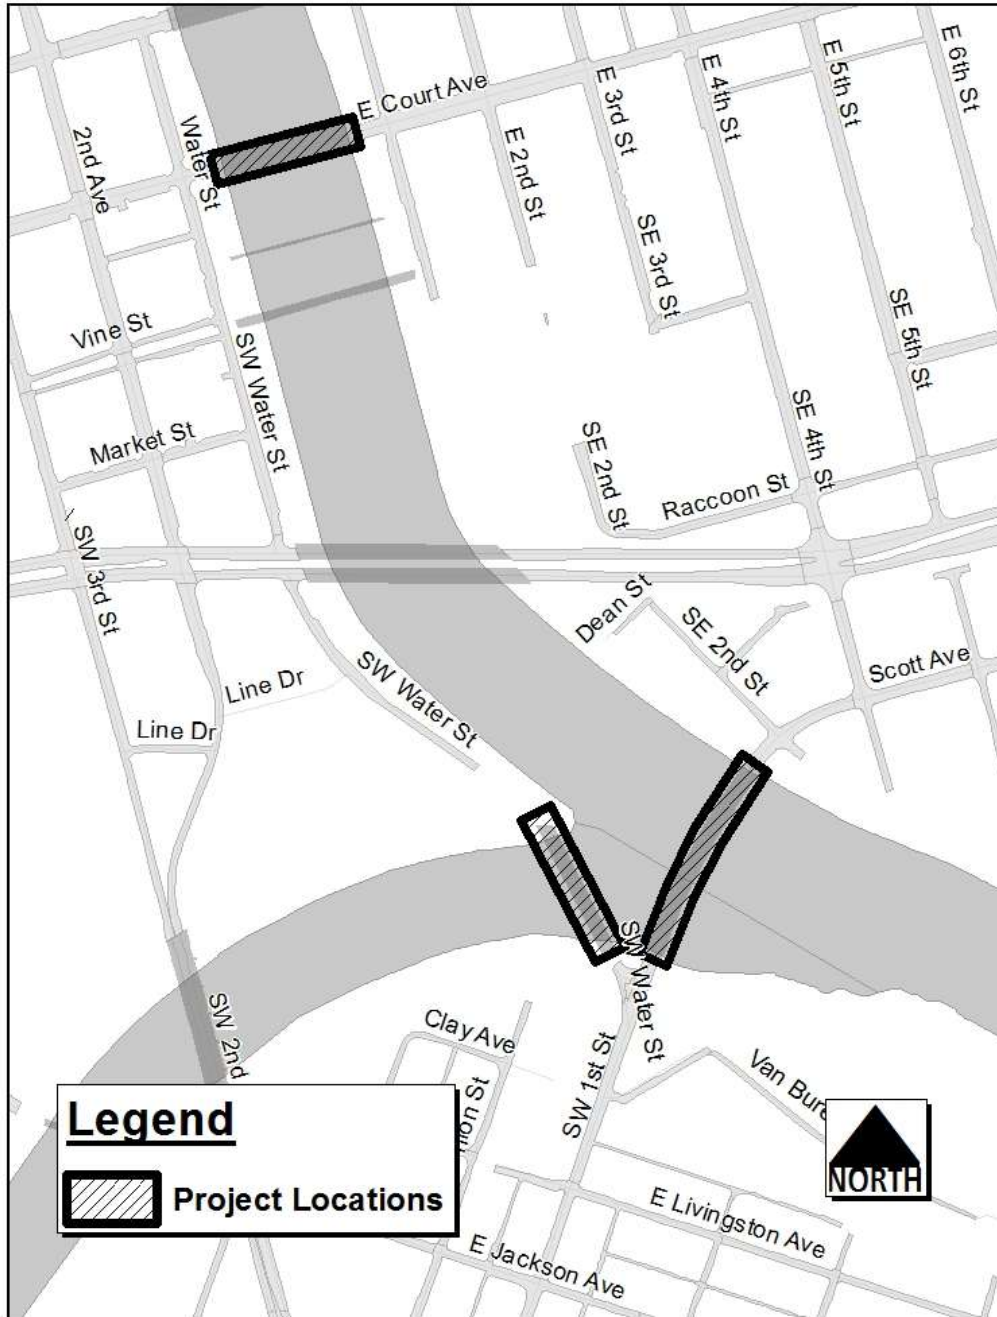 E Court Ave
E 6th St
E 5th St
E 4th St
E 3rd St
2nd Ave
Water St
E 2nd St
SE 3rd St
SE 5th St
Vine St
SW Water St
SE 4th St
Market St
SE 2nd St
Raccoon St
SW 3rd St
Dean St
SE 2nd St
Scott Ave
Line Dr
SW Water St
Line Dr
SW Water St
SW 2nd
Clay Ave
SW 1st St
Van Bure
Legend
Project Locations
NORTH
E Livingston Ave
E Jackson Ave